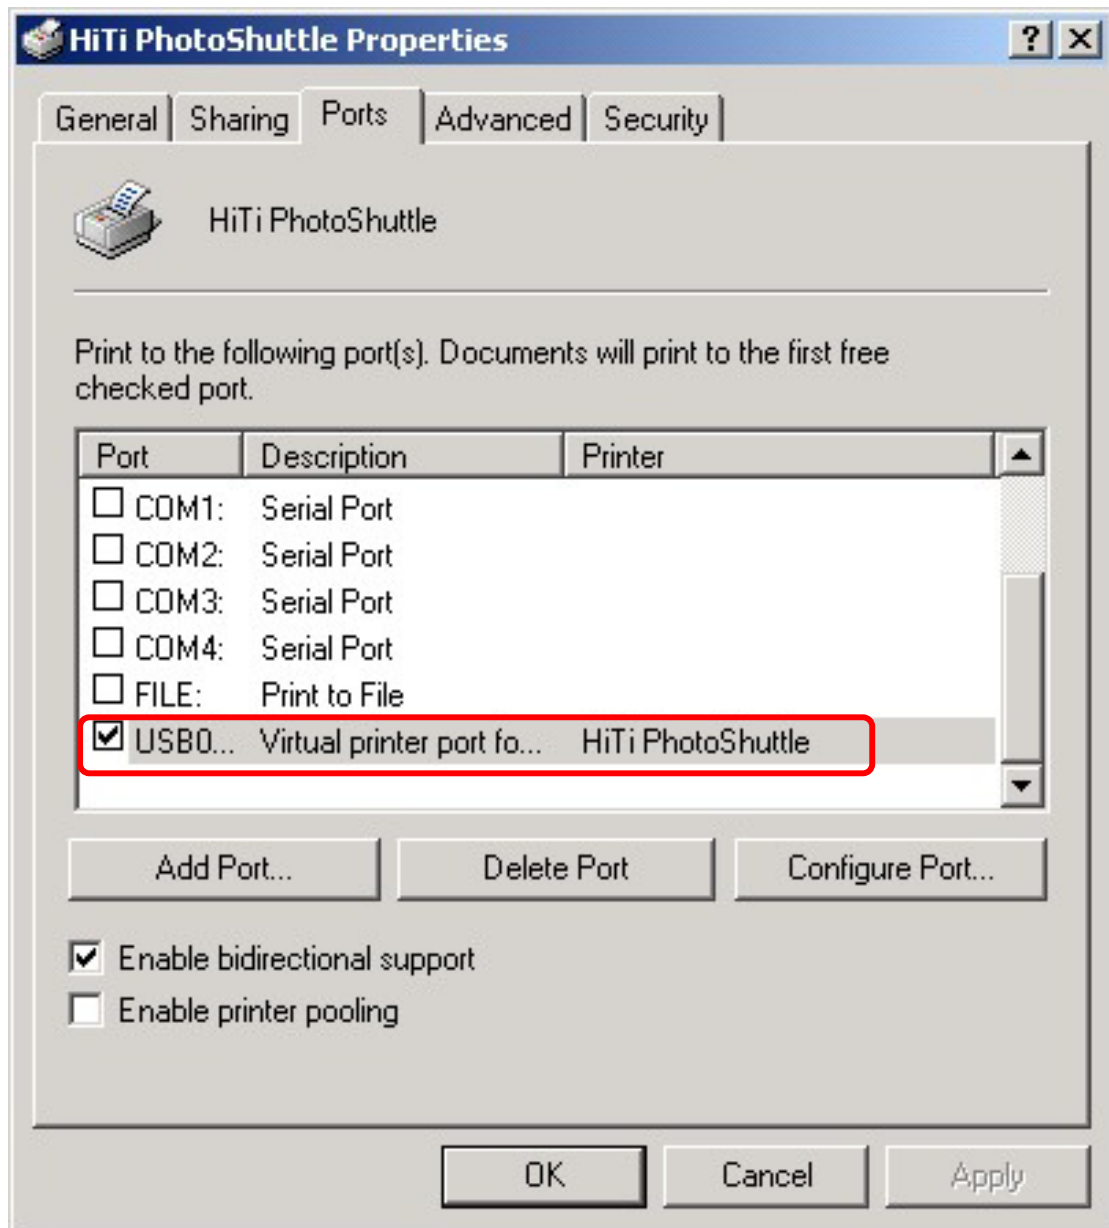 HiTi PhotoShuttle Properties
General Sharing Ports Advanced Security
HiTi PhotoShuttle
Print to the following port(s). Documents will print to the first free
checked port.
Port Description Printer
COM1: Serial Port
COM2: Serial Port
COM3: Serial Port
COM4: Serial Port
FILE: Print to File
USB0... Virtual printer port fo... HiTi PhotoShuttle
Add Port... Delete Port Configure Port...
Enable bidirectional support
Enable printer pooling
OK Cancel Apply